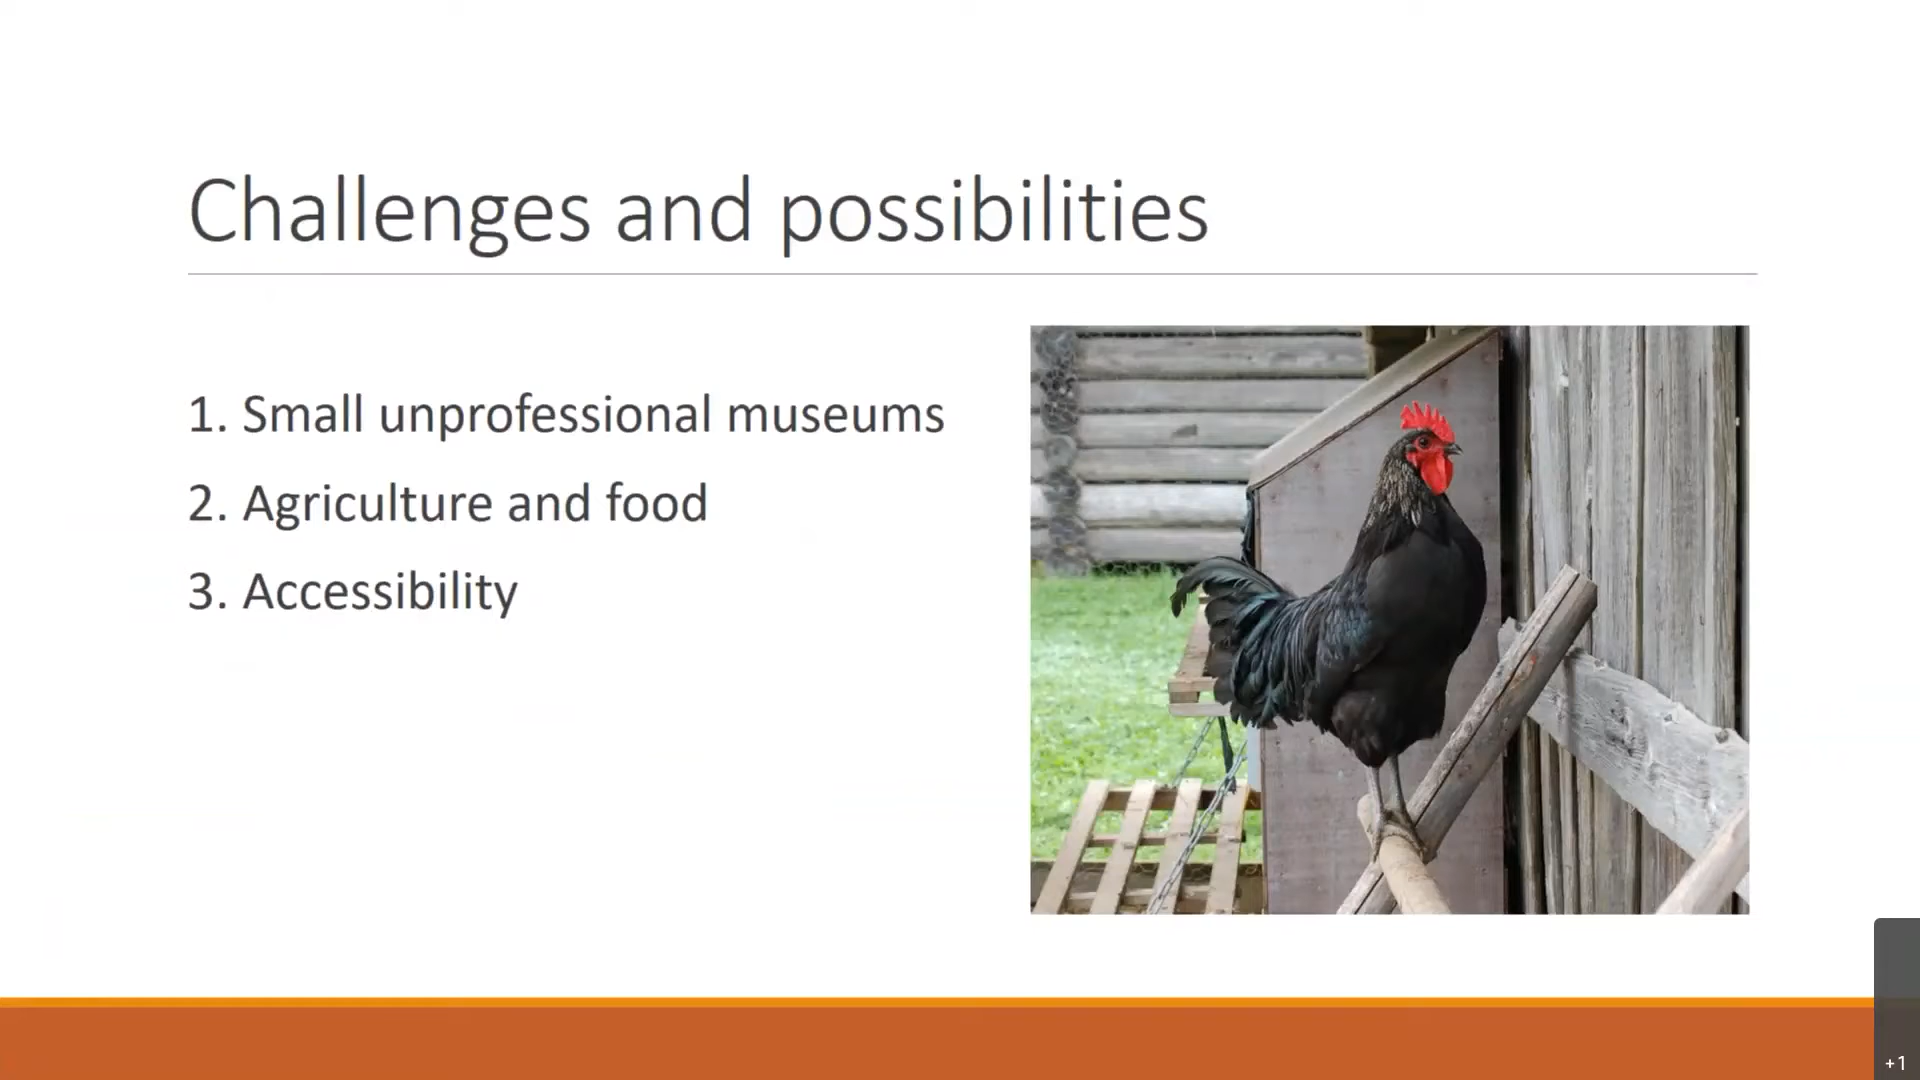 Challenges and possibilities
1. Small unprofessional museums
2. Agriculture and food
3. Accessibility
+1